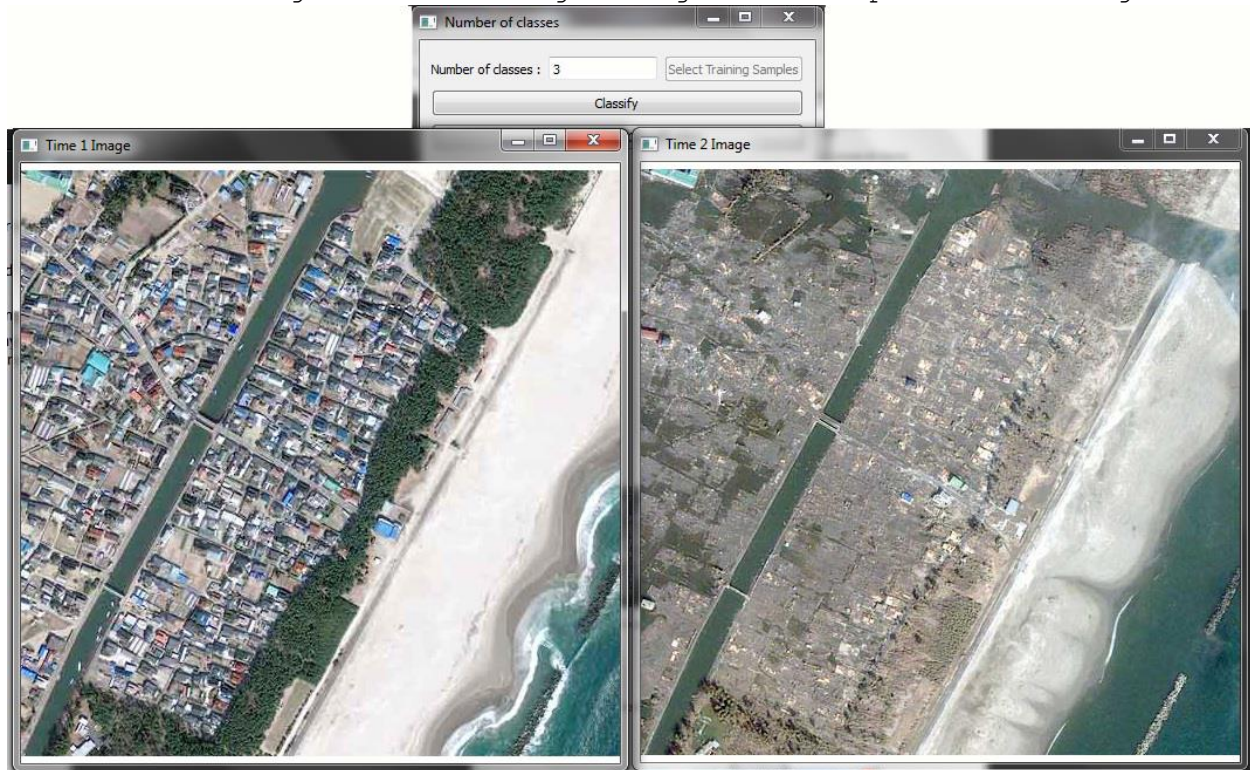 Number of classes
Number of classes : 3 Select Training Samples
Classify
Time 1 Image
Time 2 Image